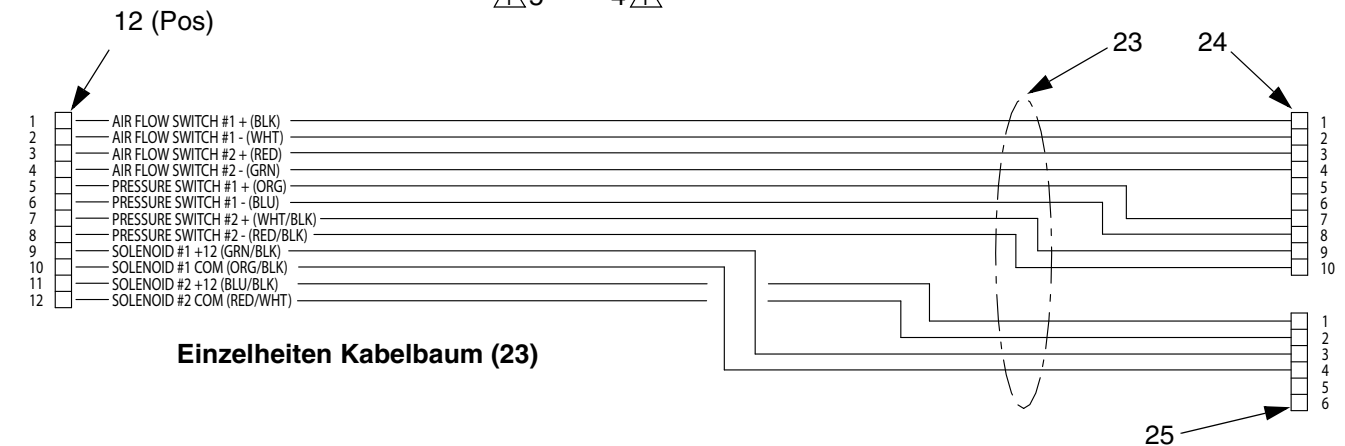 3 4
12 (Pos)
23 24
1 AIR FLOW SWITCH #1 + (BLK) 1
2 AIR FLOW SWITCH #1 - (WHT) 2
3 AIR FLOW SWITCH #2 + (RED) 3
4 AIR FLOW SWITCH #2 - (GRN) 4
5 PRESSURE SWITCH #1 + (ORG) 5
6 PRESSURE SWITCH #1 - (BLU) 6
7 PRESSURE SWITCH #2 + (WHT/BLK) 7
8 PRESSURE SWITCH #2 - (RED/BLK) 8
9 SOLENOID #1 +12 (GRN/BLK) 9
10 SOLENOID #1 COM (ORG/BLK) 10
11 SOLENOID #2 +12 (BLU/BLK)
12 SOLENOID #2 COM (RED/WHT)
1
2
Einzelheiten Kabelbaum (23) 3
4
5
6
25